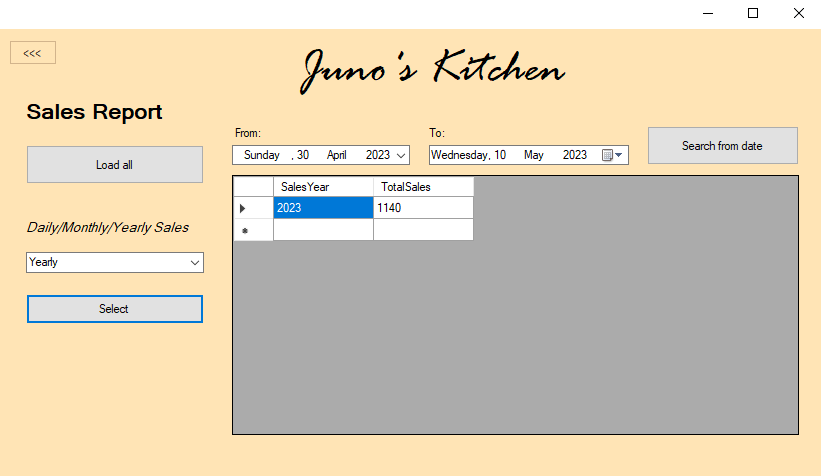 <<<
Juno's Kitchen
Sales Report
From:
To:
Sunday , 30 April 2023
Wednesday, 10 May 2023
Search from date
Load all
SalesYear TotalSales
2023 1140
Daily/Monthly/Yearly Sales
Yearly
Select